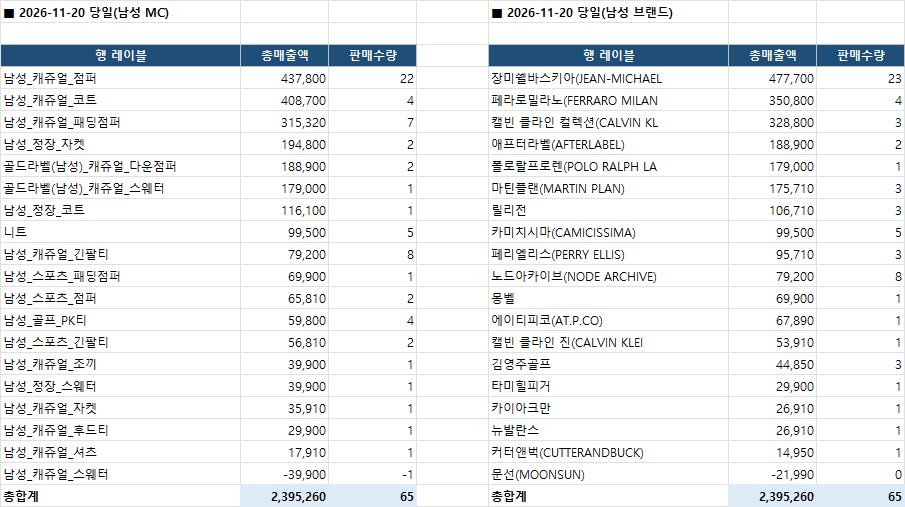 ■ 2026-11-20 당일(남성 MC)
행 레이블 총매출액 판매수량
남성_캐쥬얼_점퍼 437,800 22
남성_캐쥬얼_코트 408,700 4
남성_캐쥬얼_패딩점퍼 315,320 7
남성_정장_자켓 194,800 2
골드라벨(남성)_캐쥬얼_다운점퍼 188,900 2
골드라벨(남성)_캐쥬얼_스웨터 179,000 1
남성_정장_코트 116,100 1
니트 99,500 5
남성_캐쥬얼_긴팔티 79,200 8
남성_스포츠_패딩점퍼 69,900 1
남성_스포츠_점퍼 65,810 2
남성_골프_PK티 59,800 4
남성_스포츠_긴팔티 56,810 2
남성_캐쥬얼_조끼 39,900 1
남성_정장_스웨터 39,900 1
남성_캐쥬얼_자켓 35,910 1
남성_캐쥬얼_후드티 29,900 1
남성_캐쥬얼_셔츠 17,910 1
남성_캐쥬얼_스웨터 -39,900 -1
총합계 2,395,260 65
■ 2026-11-20 당일(남성 브랜드)
행 레이블 총매출액 판매수량
장미쉘바스키아(JEAN-MICHAEL 477,700 23
페라로밀라노(FERRARO MILAN 350,800 4
캘빈 클라인 컬렉션(CALVIN KL 328,800 3
애프터라벨(AFTERLABEL) 188,900 2
폴로랄프로렌(POLO RALPH LA 179,000 1
마틴플랜(MARTIN PLAN) 175,710 3
릴리전 106,710 3
카미치시마(CAMICISSIMA) 99,500 5
페리엘리스(PERRY ELLIS) 95,710 3
노드아카이브(NODE ARCHIVE) 79,200 8
몽벨 69,900 1
에이티피코(AT.P.CO) 67,890 1
캘빈 클라인 진(CALVIN KLEI 53,910 1
김영주골프 44,850 3
타미힐피거 29,900 1
카이아크만 26,910 1
뉴발란스 26,910 1
커터앤벅(CUTTERANDBUCK) 14,950 1
문선(MOONSUN) -21,990 0
총합계 2,395,260 65